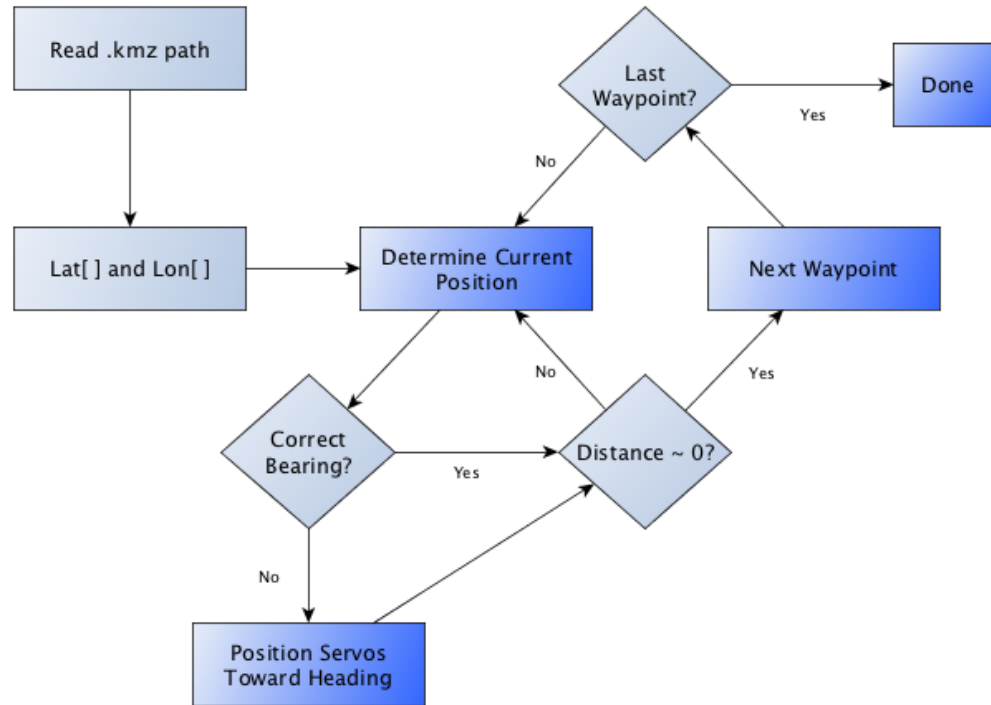 Read .kmz path
Last
Waypoint?
Yes
Done
No
Lat[ ] and Lon[ ]
Determine Current
Position
Next Waypoint
No
Yes
Correct
Bearing?
Yes
Distance ~ 0?
No
Position Servos
Toward Heading